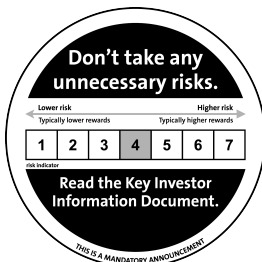 Don't take any
unnecessary risks.
Lower risk Higher risk
Typically lower rewards Typically higher rewards
1 2 3 4 5 6 7
risk indicator
Read the Key Investor
Information Document.
THIS IS A MANDATORY ANNOUNCEMENT